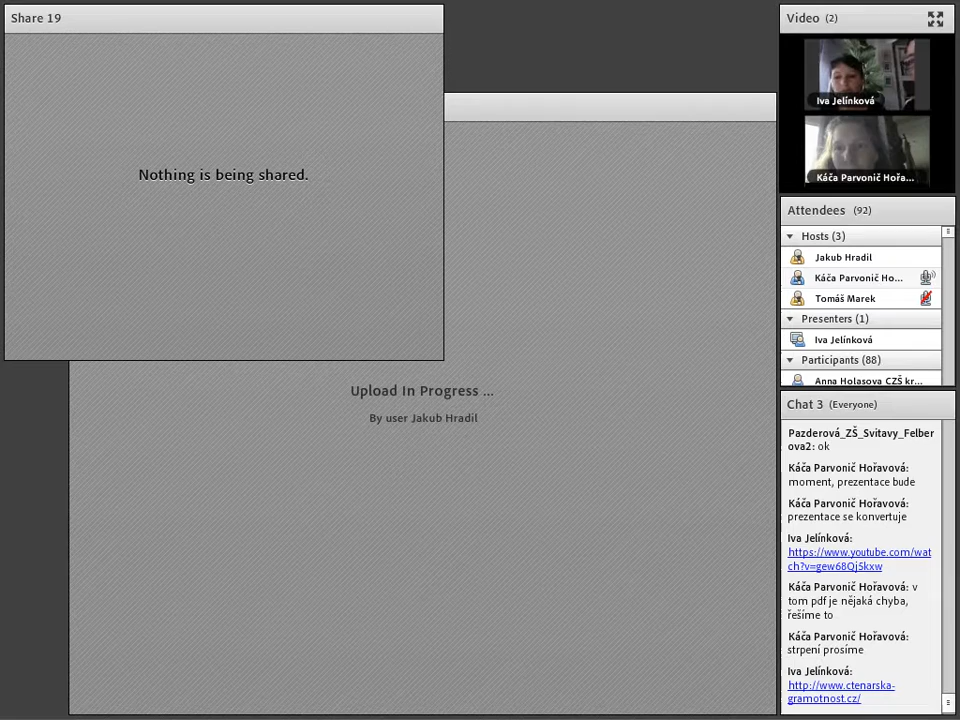 Share 19
Nothing is being shared.
Upload In Progress ...
By user Jakub Hradil
Video (2)
Iva Jelínková
Káča Parvonič Hořa...
Attendees (92)
Hosts (3)
Jakub Hradil
Káča Parvonič Ho...
Tomáš Marek
Presenters (1)
Iva Jelínková
Participants (88)
Anna Holasova CZŠ kr...
Chat 3 (Everyone)
Pazderová_ZŠ_Svitavy_Felber
ova2: ok
Káča Parvonič Hořavová:
moment, prezentace bude
Káča Parvonič Hořavová:
prezentace se konvertuje
Iva Jelínková:
https://www.youtube.com/wat
ch?v=gew68Qj5kxw
Káča Parvonič Hořavová: v
tom pdf je nějaká chyba,
řešíme to
Káča Parvonič Hořavová:
strpení prosíme
Iva Jelínková:
http://www.ctenarska-
gramotnost.cz/